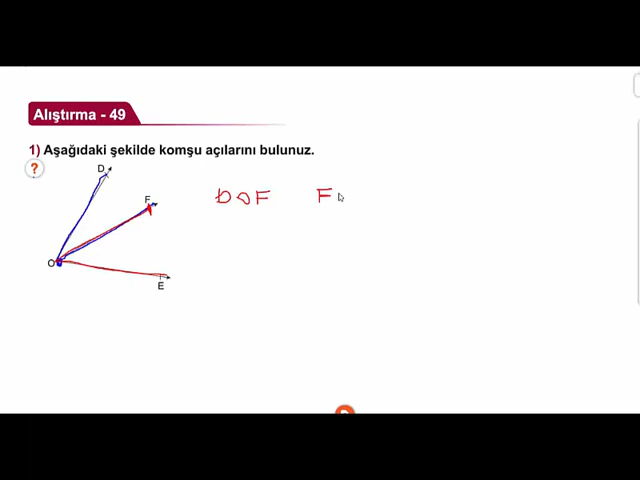 Alıştırma - 49
1) Aşağıdaki şekilde komşu açılarını bulunuz.
?
D
F
O
E
DOF F